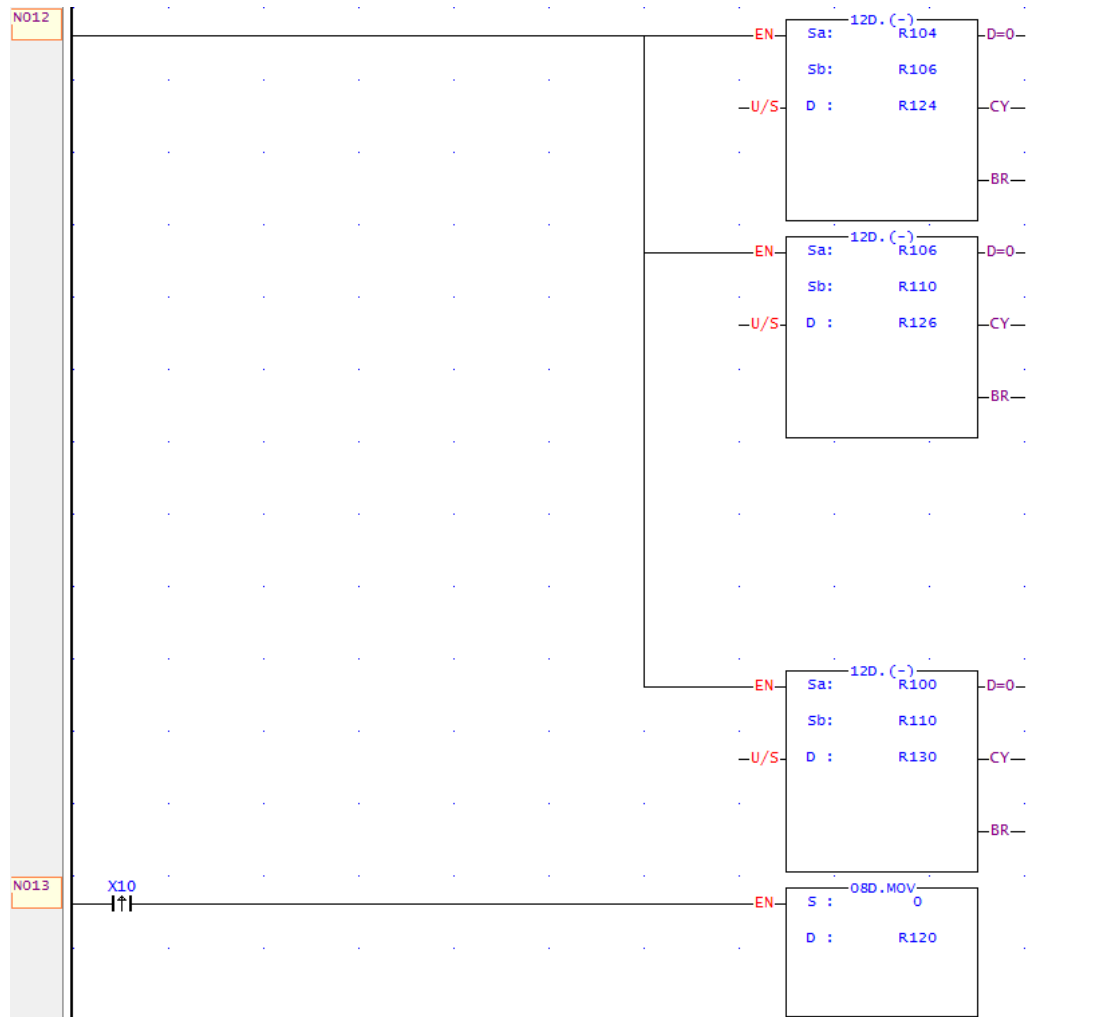 N012
12D.(-)
EN Sa: R104 D=0
Sb: R106
U/S D : R124 CY
BR
12D.(-)
EN Sa: R106 D=0
Sb: R110
U/S D : R126 CY
BR
12D.(-)
EN Sa: R100 D=0
Sb: R110
U/S D : R130 CY
BR
N013 X10
08D.MOV
EN S : 0
D : R120